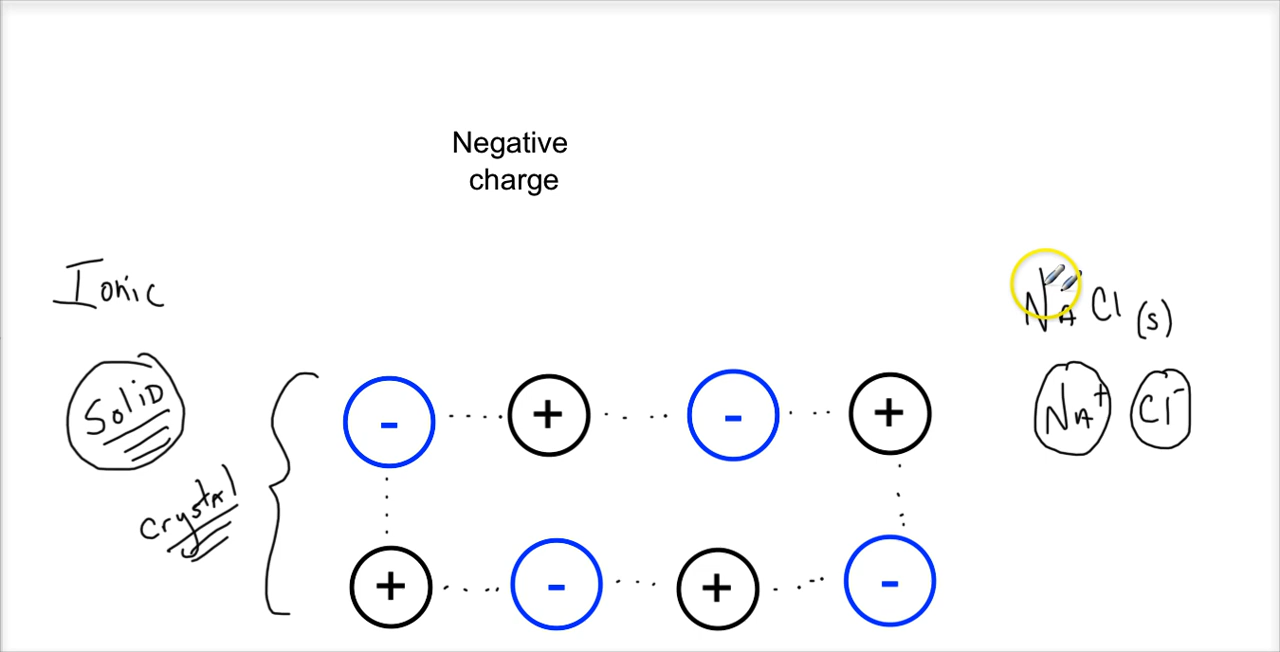 Negative
charge
Ionic
NACl (s)
Solid
- + - +
NA+ Cl-
Crystal
+ - + -